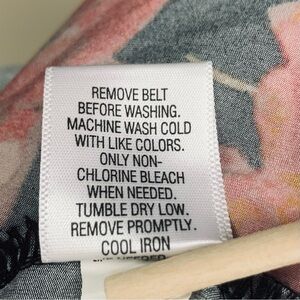 REMOVE BELT
BEFORE WASHING.
MACHINE WASH COLD
WITH LIKE COLORS.
ONLY NON-
CHLORINE BLEACH
WHEN NEEDED.
TUMBLE DRY LOW.
REMOVE PROMPTLY.
COOL IRON
NEEDED